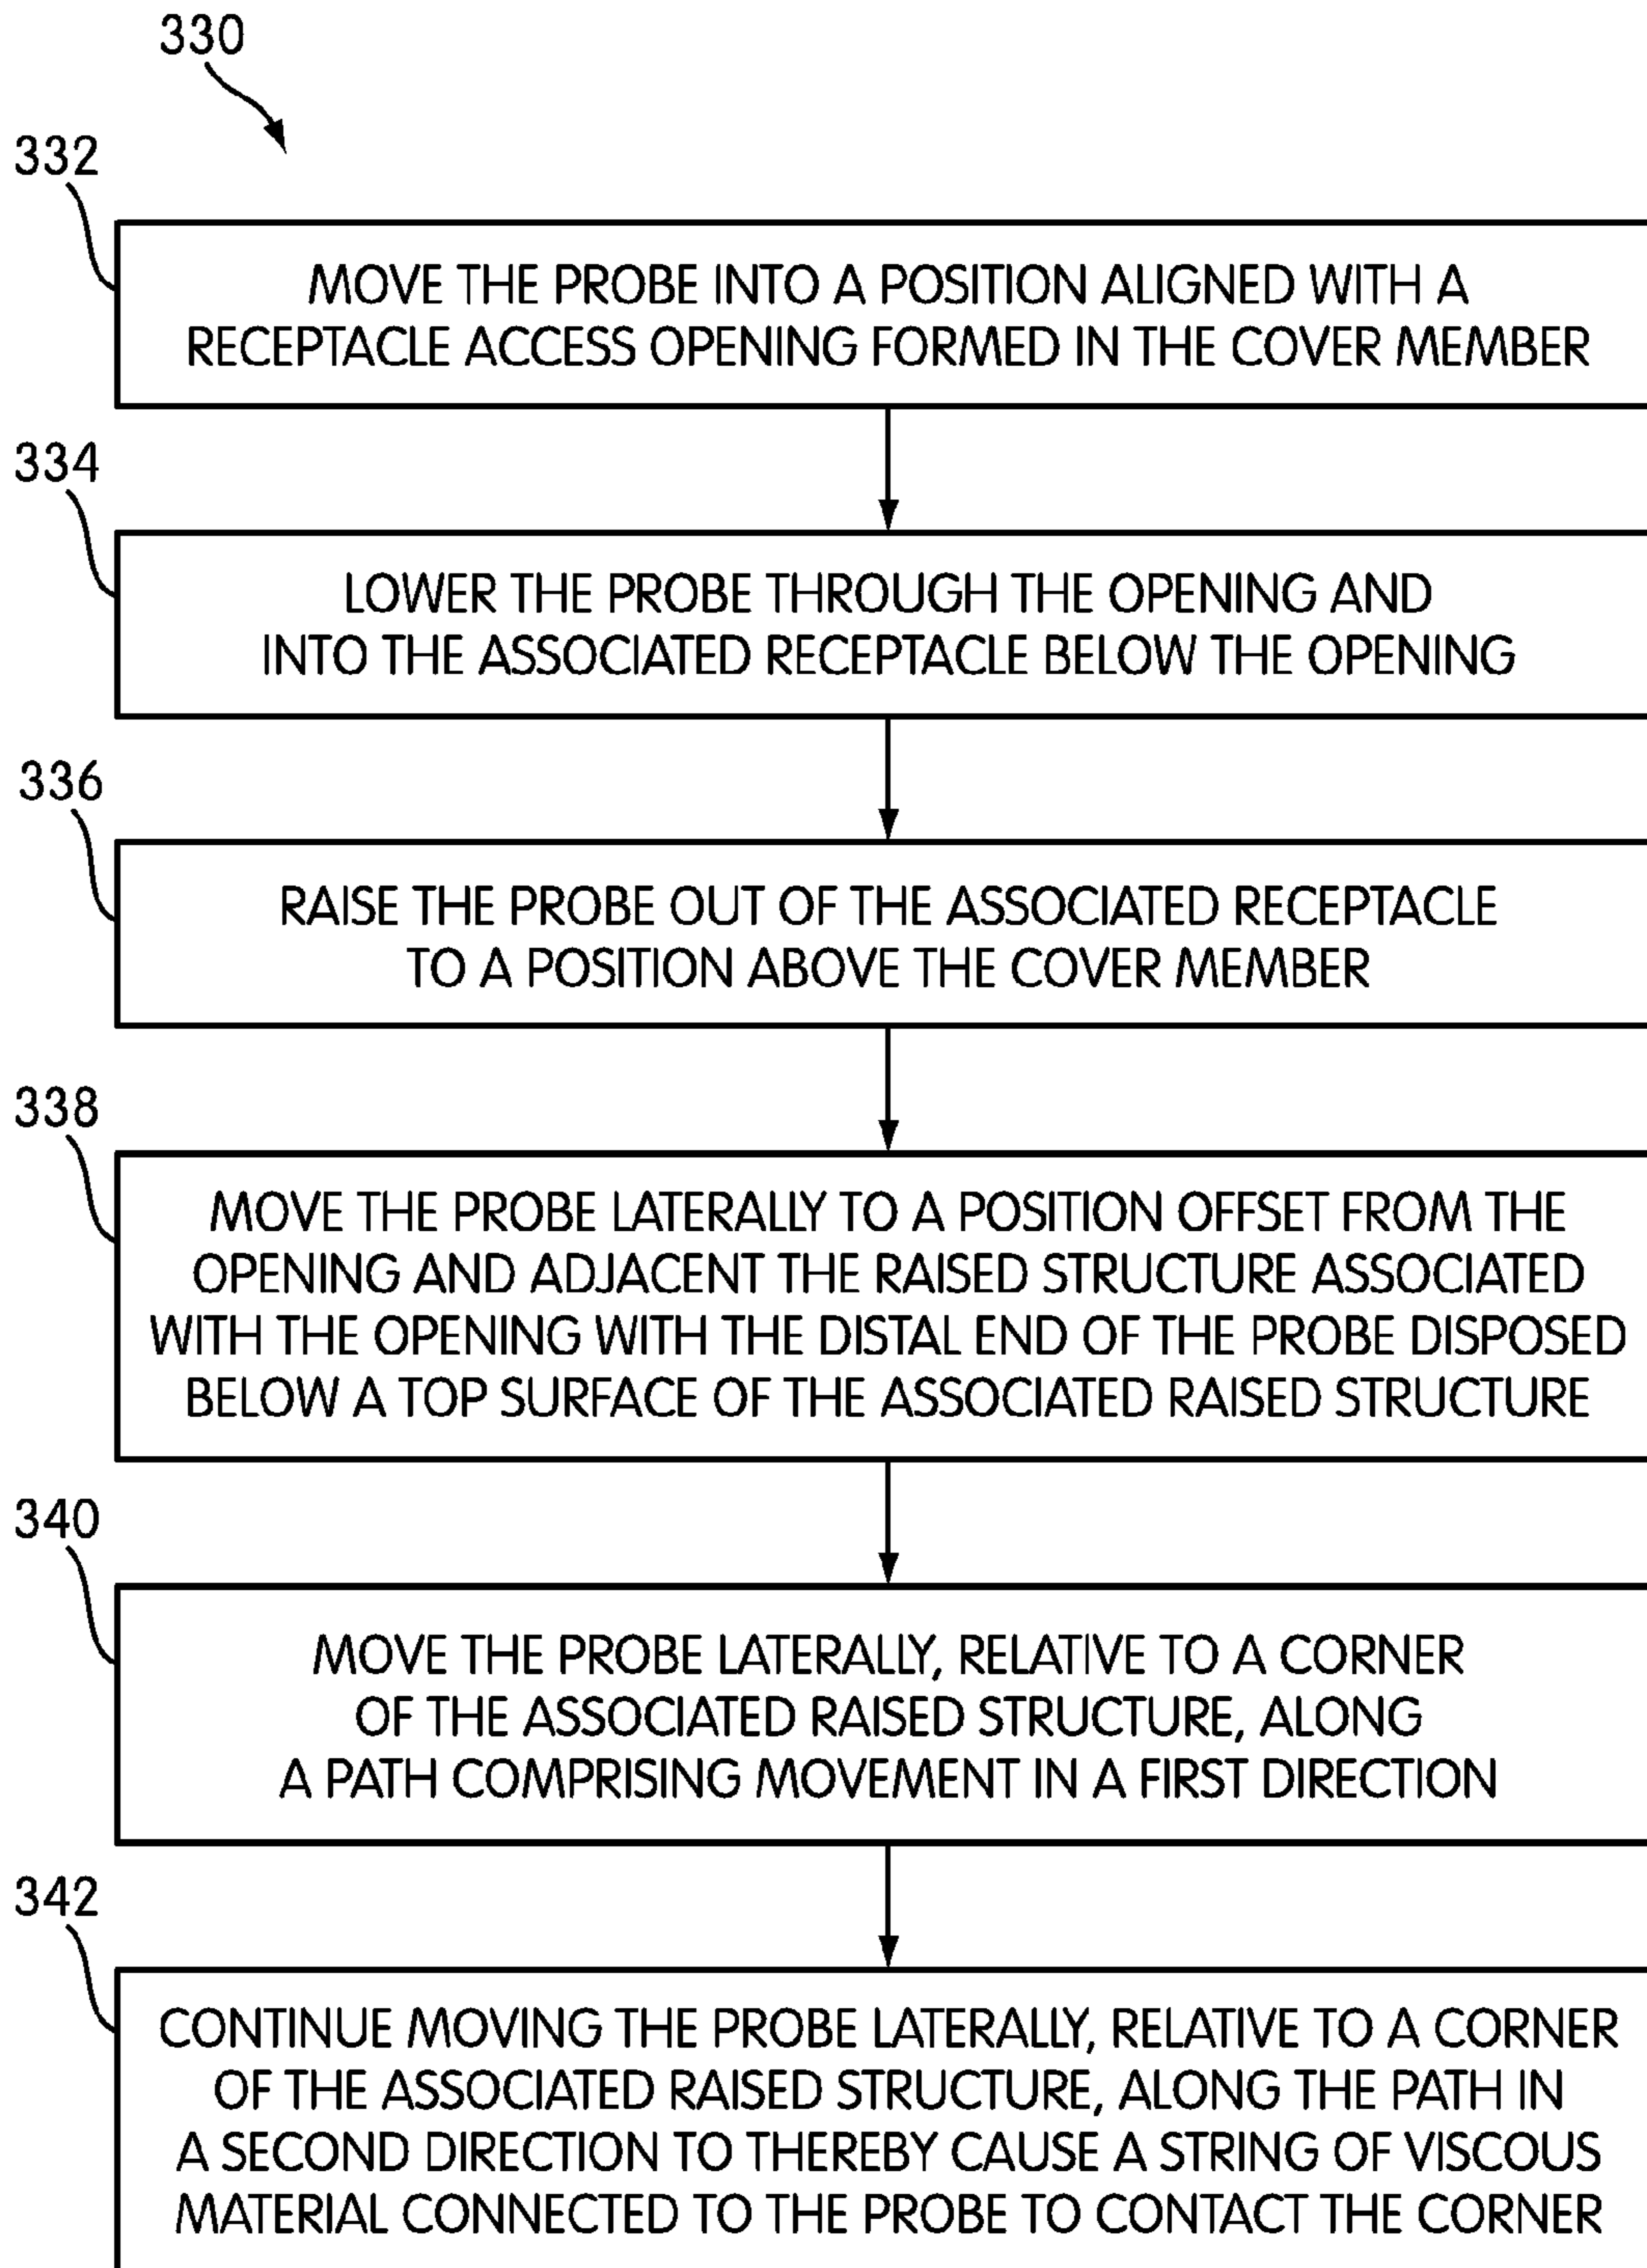 330
332
MOVE THE PROBE INTO A POSITION ALIGNED WITH A
RECEPTACLE ACCESS OPENING FORMED IN THE COVER MEMBER
334
LOWER THE PROBE THROUGH THE OPENING AND
INTO THE ASSOCIATED RECEPTACLE BELOW THE OPENING
336
RAISE THE PROBE OUT OF THE ASSOCIATED RECEPTACLE
TO A POSITION ABOVE THE COVER MEMBER
338
MOVE THE PROBE LATERALLY TO A POSITION OFFSET FROM THE
OPENING AND ADJACENT THE RAISED STRUCTURE ASSOCIATED
WITH THE OPENING WITH THE DISTAL END OF THE PROBE DISPOSED
BELOW A TOP SURFACE OF THE ASSOCIATED RAISED STRUCTURE
340
MOVE THE PROBE LATERALLY, RELATIVE TO A CORNER
OF THE ASSOCIATED RAISED STRUCTURE, ALONG
A PATH COMPRISING MOVEMENT IN A FIRST DIRECTION
342
CONTINUE MOVING THE PROBE LATERALLY, RELATIVE TO A CORNER
OF THE ASSOCIATED RAISED STRUCTURE, ALONG THE PATH IN
A SECOND DIRECTION TO THEREBY CAUSE A STRING OF VISCOUS
MATERIAL CONNECTED TO THE PROBE TO CONTACT THE CORNER